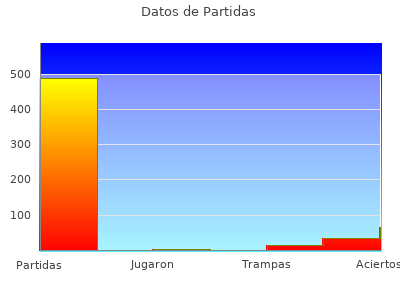 Datos de Partidas
500
400
300
200
100
Partidas
Jugaron
Trampas
Aciertos